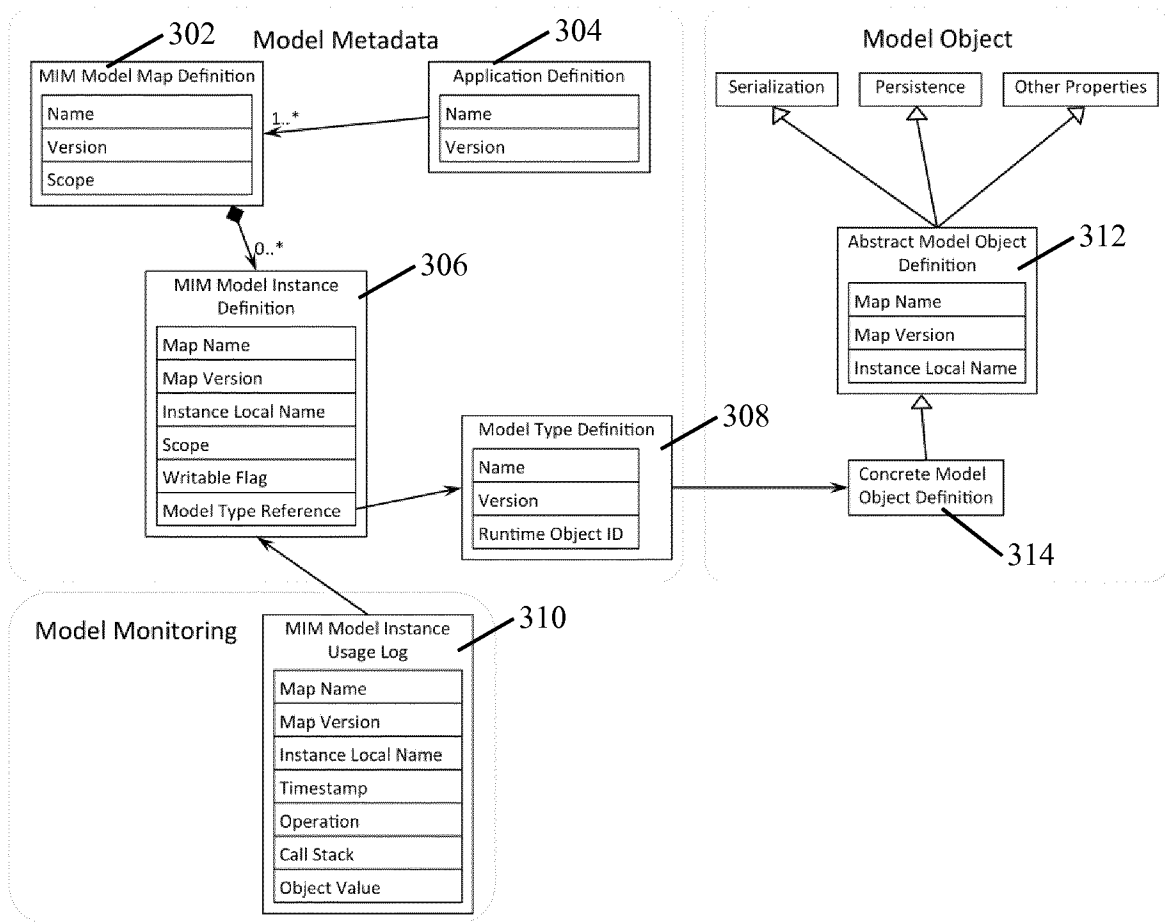 302
Model Metadata
304
MIM Model Map Definition
Name
Version
Scope
Application Definition
Name
Version
1..*
0..*
306
MIM Model Instance
Definition
Map Name
Map Version
Instance Local Name
Scope
Writable Flag
Model Type Reference
308
Model Type Definition
Name
Version
Runtime Object ID
Model Object
Serialization
Persistence
Other Properties
312
Abstract Model Object
Definition
Map Name
Map Version
Instance Local Name
Concrete Model
Object Definition
314
Model Monitoring
310
MIM Model Instance
Usage Log
Map Name
Map Version
Instance Local Name
Timestamp
Operation
Call Stack
Object Value